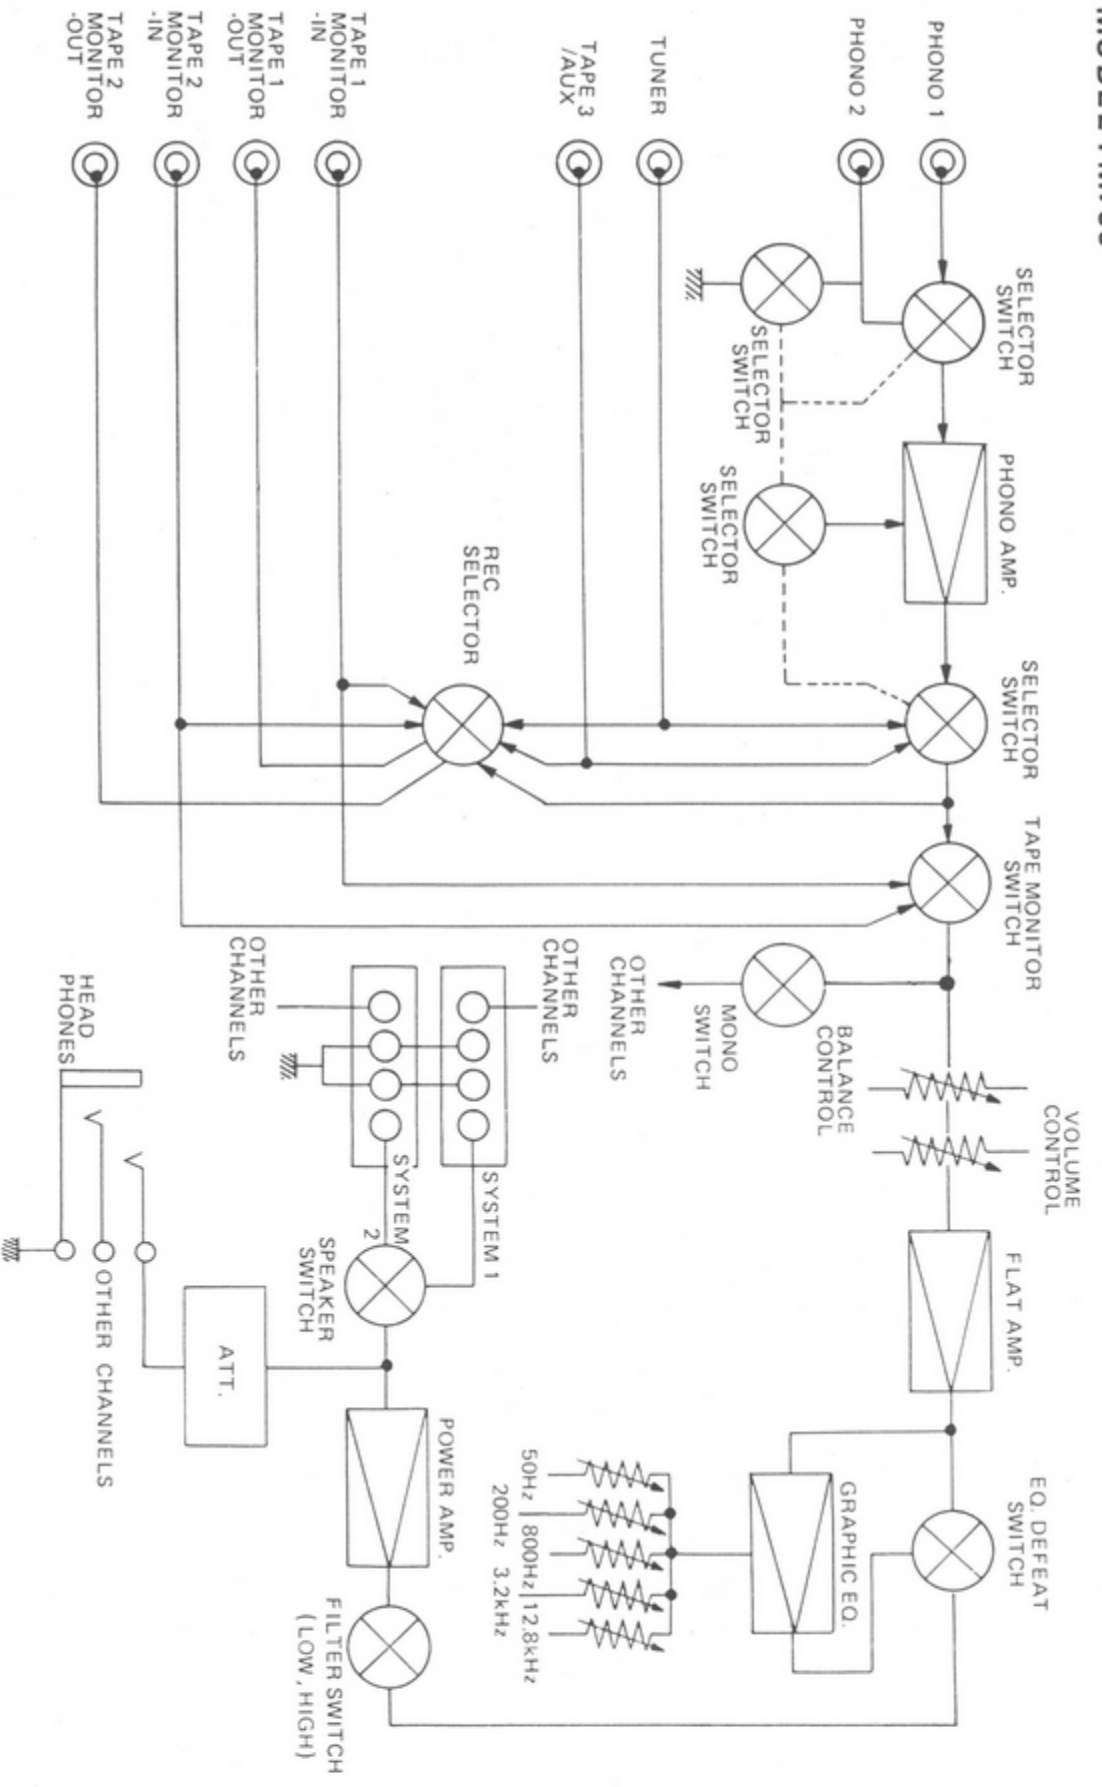 MODEL
PHONO 1
PHONO 2
TUNER
TAPE 3
/AUX
TAPE 1
MONITOR
-IN
TAPE 1
MONITOR
-OUT
TAPE 2
MONITOR
-IN
TAPE 2
MONITOR
-OUT
SELECTOR
SWITCH
SELECTOR
SWITCH
SELECTOR
SWITCH
PHONO AMP.
SELECTOR
SWITCH
REC
SELECTOR
TAPE MONITOR
SWITCH
MONO
SWITCH
OTHER
CHANNELS
BALANCE
CONTROL
VOLUME
CONTROL
FLAT AMP.
EQ. DEFEAT
SWITCH
GRAPHIC EQ.
50Hz 800Hz 12.8kHz
200Hz 3.2kHz
OTHER
CHANNELS
OTHER
CHANNELS
SYSTEM 1
SYSTEM
2
SPEAKER
SWITCH
POWER AMP.
FILTER SWITCH
(LOW, HIGH)
ATT.
HEAD
PHONES
OTHER CHANNELS